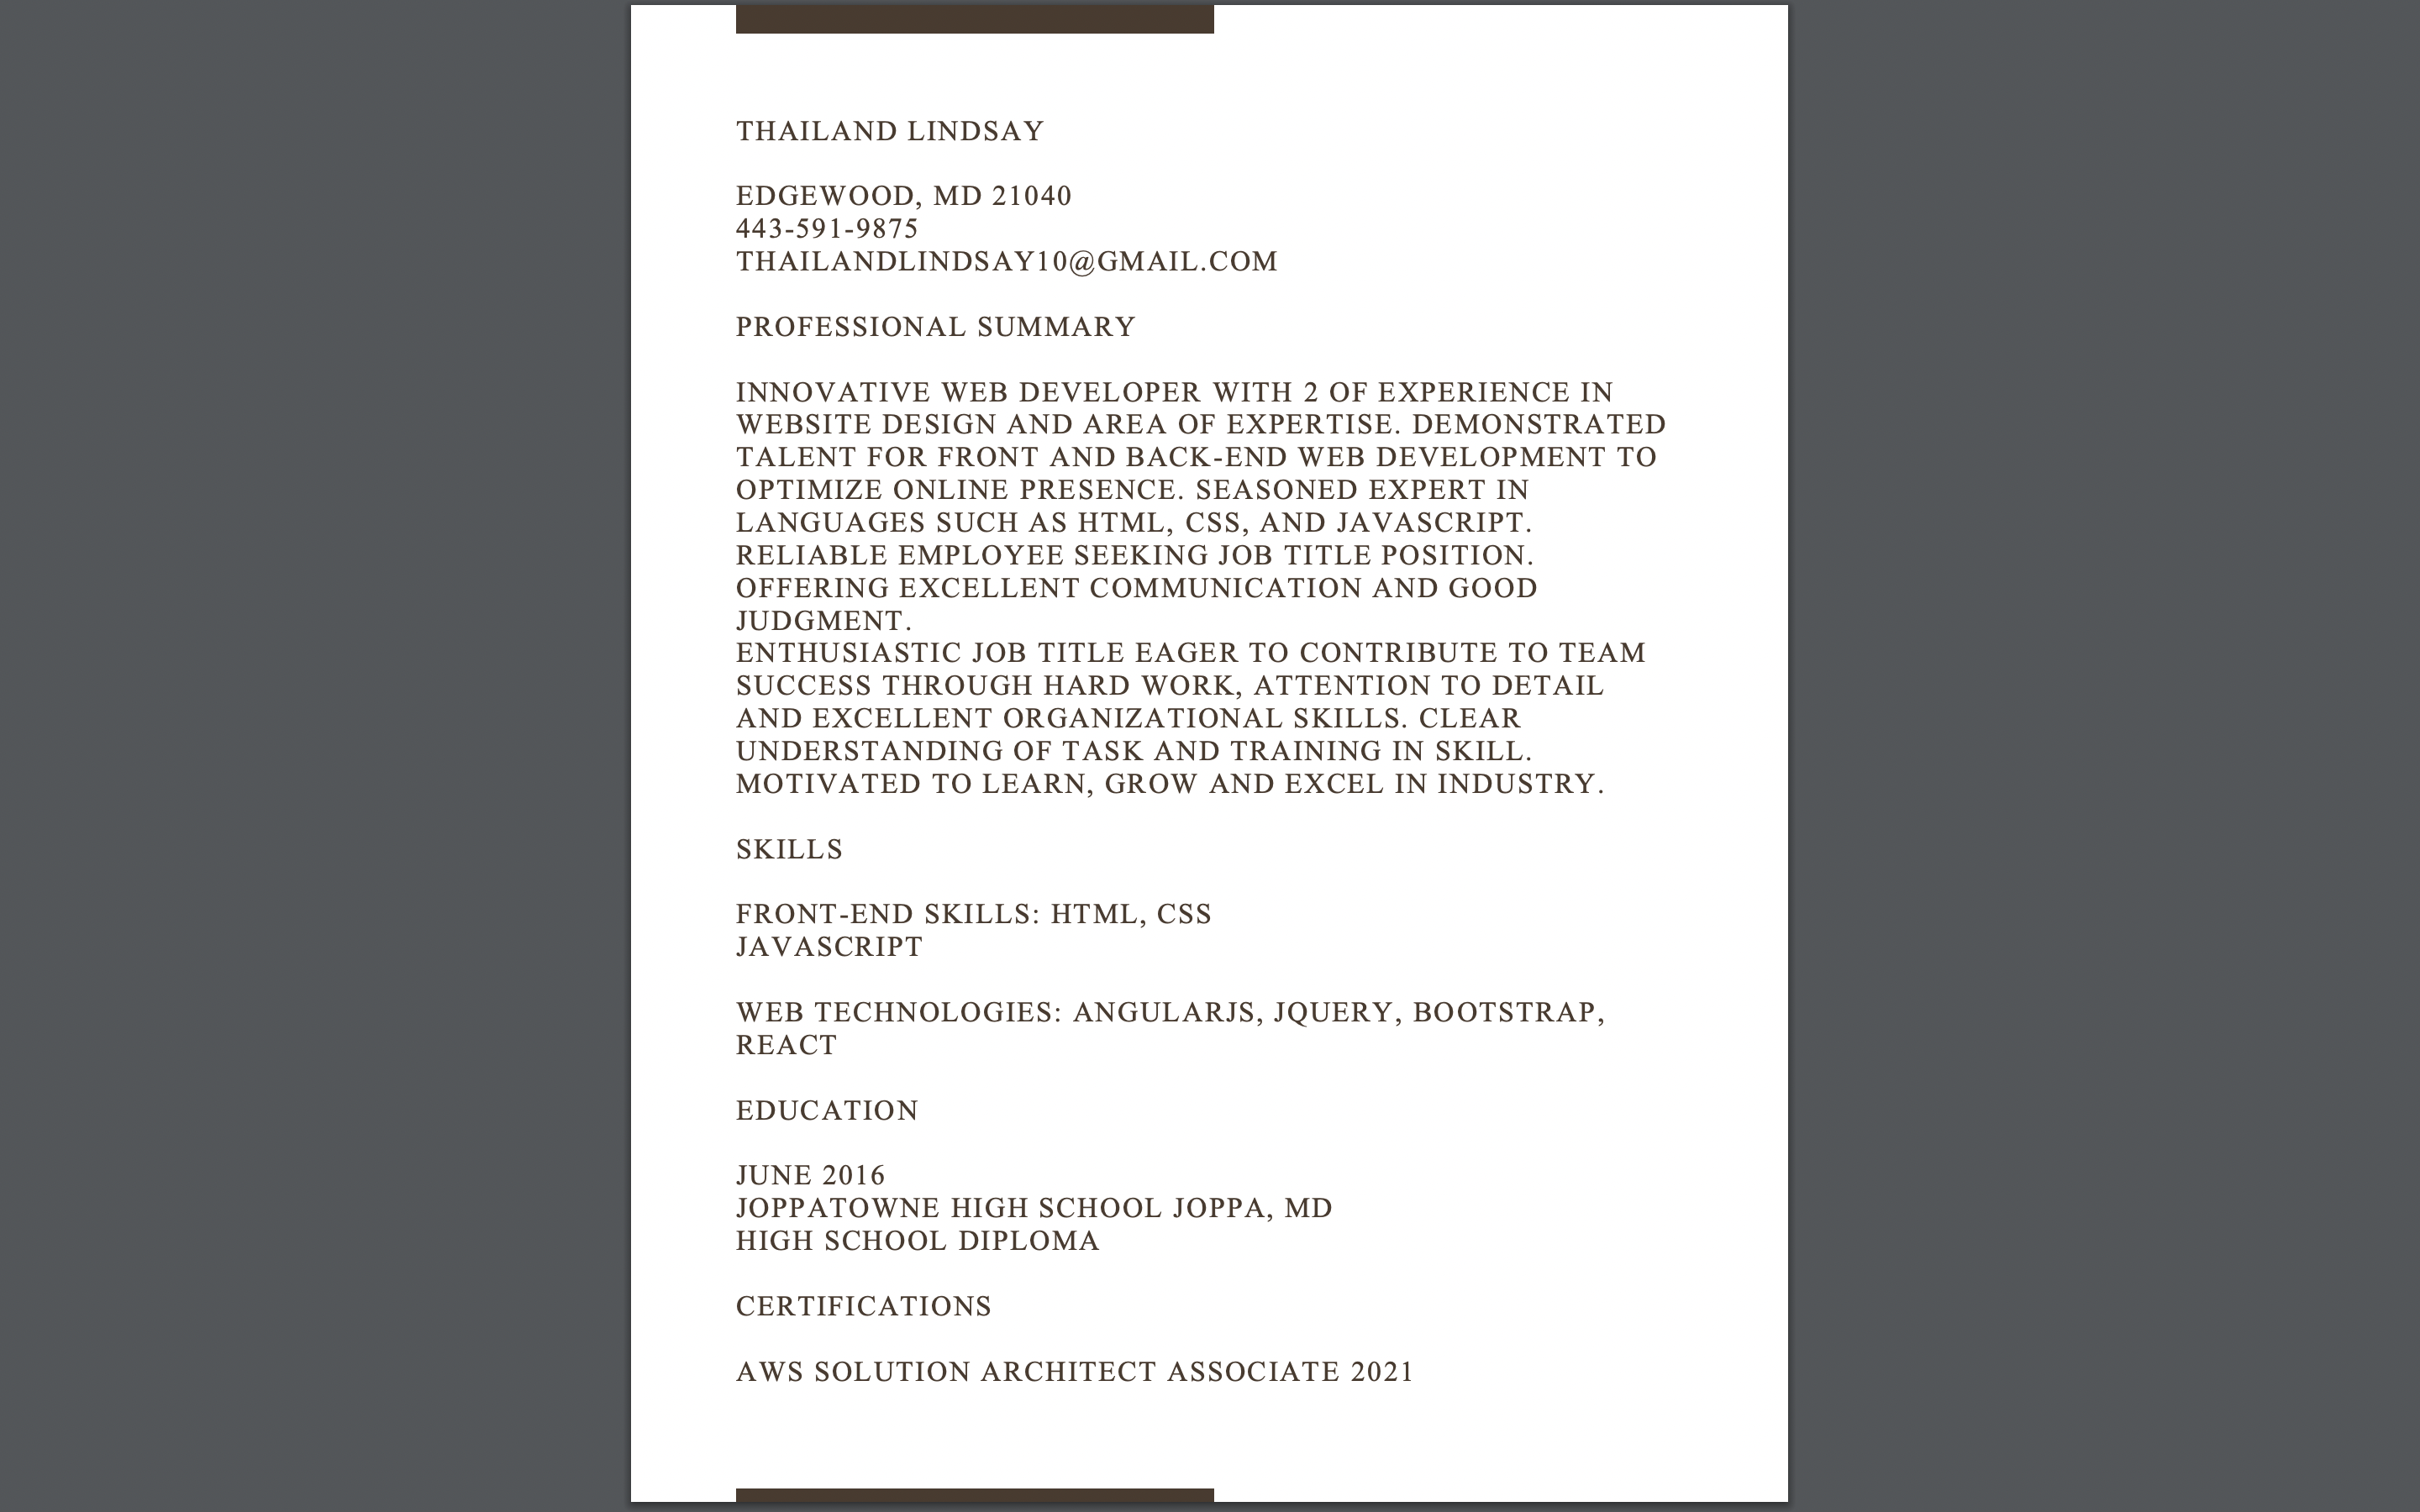 THAILAND LINDSAY
EDGEWOOD, MD 21040
443-591-9875
THAILANDLINDSAY10@GMAIL.COM
PROFESSIONAL SUMMARY
INNOVATIVE WEB DEVELOPER WITH 2 OF EXPERIENCE IN
WEBSITE DESIGN AND AREA OF EXPERTISE. DEMONSTRATED
TALENT FOR FRONT AND BACK-END WEB DEVELOPMENT TO
OPTIMIZE ONLINE PRESENCE. SEASONED EXPERT IN
LANGUAGES SUCH AS HTML, CSS, AND JAVASCRIPT.
RELIABLE EMPLOYEE SEEKING JOB TITLE POSITION.
OFFERING EXCELLENT COMMUNICATION AND GOOD
JUDGMENT.
ENTHUSIASTIC JOB TITLE EAGER TO CONTRIBUTE TO TEAM
SUCCESS THROUGH HARD WORK, ATTENTION TO DETAIL
AND EXCELLENT ORGANIZATIONAL SKILLS. CLEAR
UNDERSTANDING OF TASK AND TRAINING IN SKILL.
MOTIVATED TO LEARN, GROW AND EXCEL IN INDUSTRY.
SKILLS
FRONT-END SKILLS: HTML, CSS
JAVASCRIPT
WEB TECHNOLOGIES: ANGULARJS, JQUERY, BOOTSTRAP,
REACT
EDUCATION
JUNE 2016
JOPPATOWNE HIGH SCHOOL JOPPA, MD
HIGH SCHOOL DIPLOMA
CERTIFICATIONS
AWS SOLUTION ARCHITECT ASSOCIATE 2021